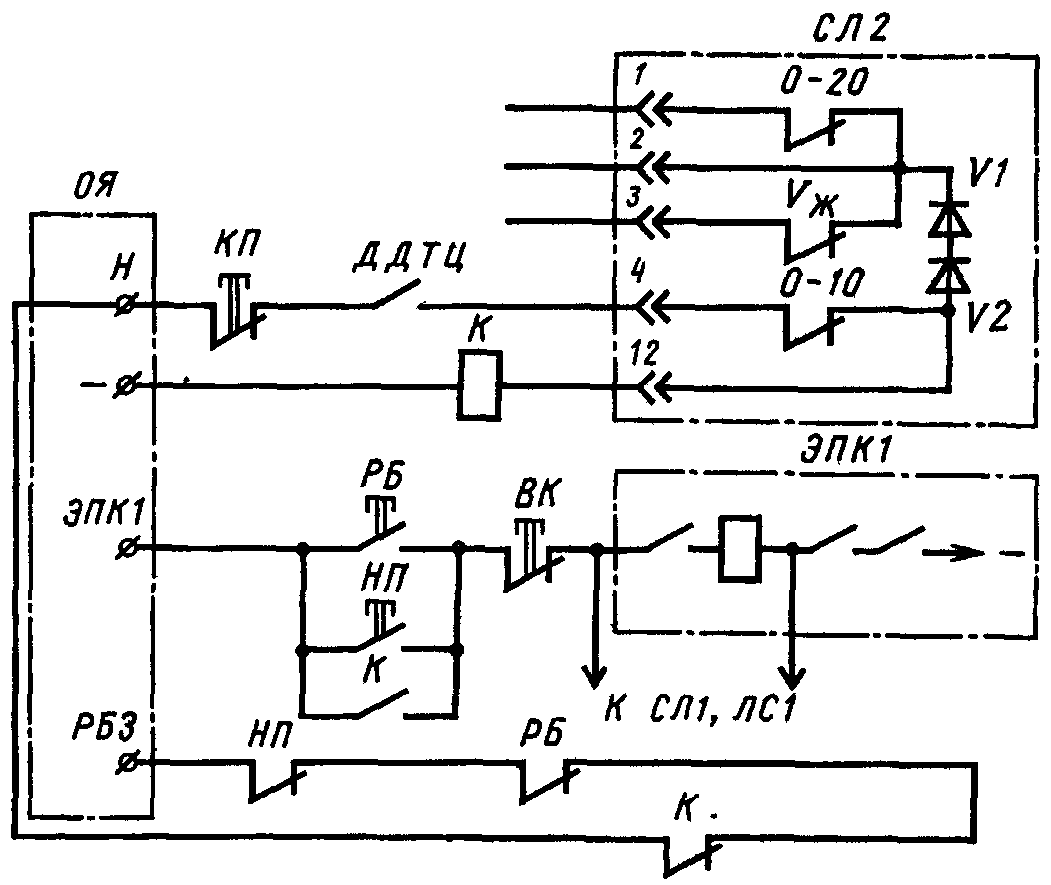 СЛ2
1
0-20
2
ОЯ
V1
3
Vж
КП
ДДТЦ
Н
4
0-10
К
V2
12
−
ЭПК1
РБ
ВК
ЭПК1
НП
−
К
К СЛ1, ЛС1
РБЗ
НП
РБ
К.